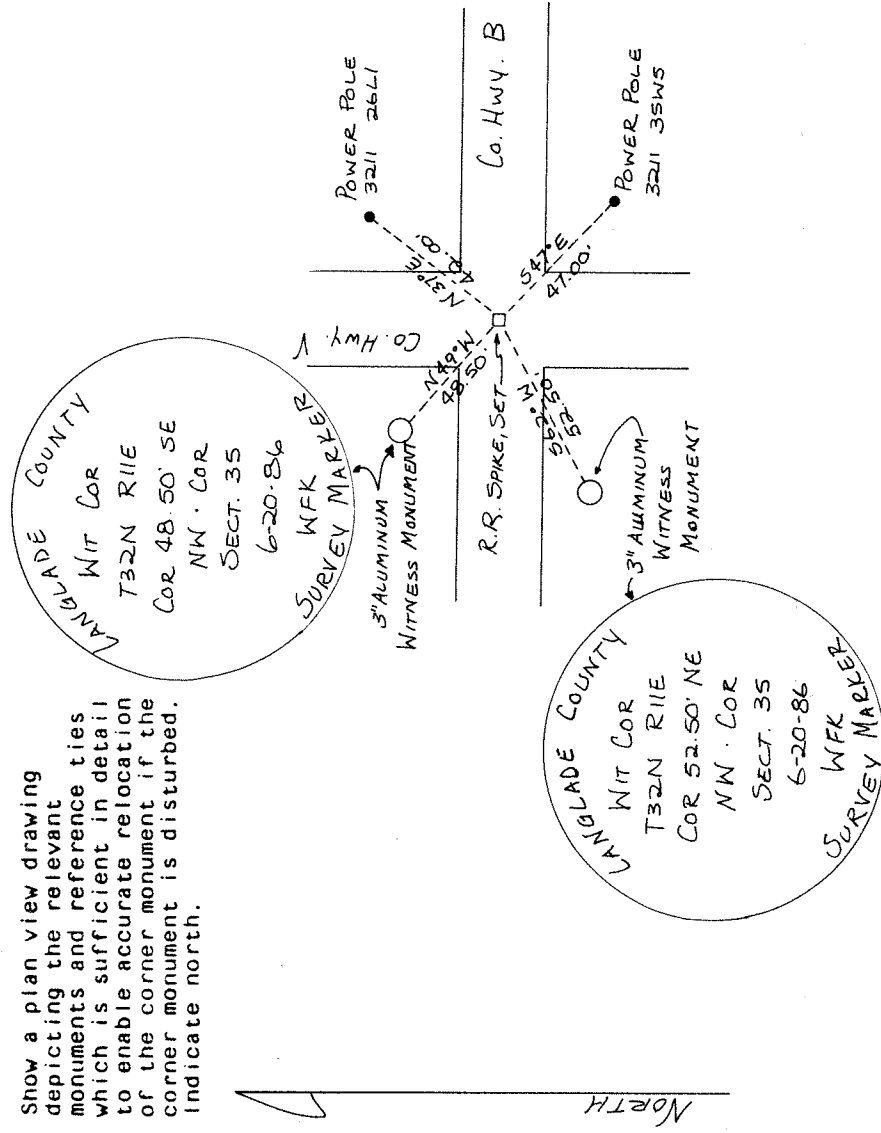 Show a plan view drawing
depicting the relevant
monuments and reference ties
which is sufficient in detail
to enable accurate relocation
of the corner monument if the
corner monument is disturbed.
Indicate north.
LANGLADE COUNTY
WIT COR
T32N R11E
COR 48.50' SE
NW · COR
SECT. 35
6-20-86
WFK
SURVEY MARKER
3" ALUMINUM
WITNESS MONUMENT
Co. Hwy. V
N49°W
48.50'
POWER POLE
3211 26L1
N37°E
Co. Hwy. B
R.R. SPIKE, SET
S47°E
47.00'
POWER POLE
3211 35W5
S62°W
52.50'
3" ALUMINUM
WITNESS
MONUMENT
LANGLADE COUNTY
WIT COR
T32N R11E
COR 52.50' NE
NW · COR
SECT. 35
6-20-86
WFK
SURVEY MARKER
NORTH